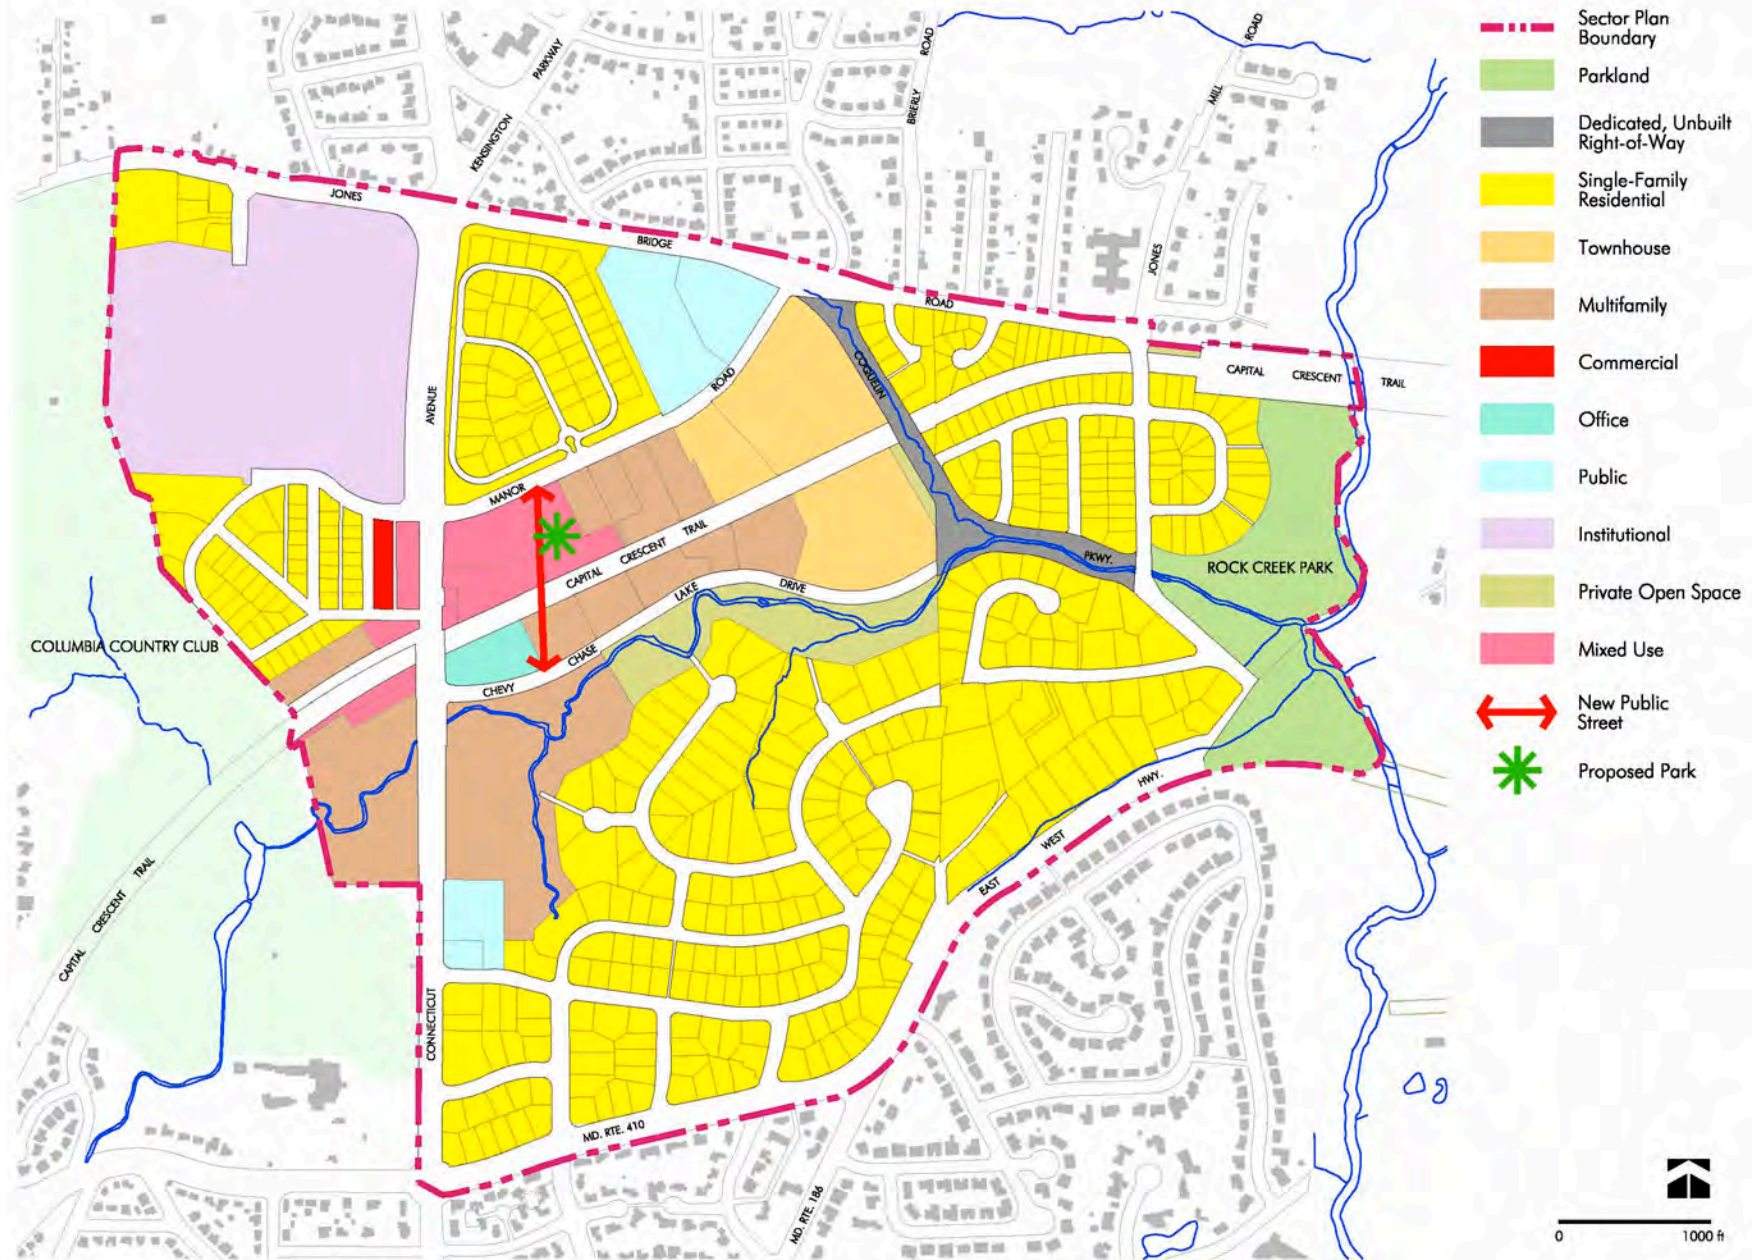 ROAD
ROAD
PARKWAY
BRIERLY
MILL
KENSINGTON
JONES
BRIDGE
JONES
ROAD
CAPITAL CRESCENT TRAIL
COQUELIN
ROAD
AVENUE
MANOR
CAPITAL CRESCENT TRAIL
PKWY.
ROCK CREEK PARK
LAKE
DRIVE
CHASE
CHEVY
COLUMBIA COUNTRY CLUB
HWY.
WEST
EAST
CAPITAL CRESCENT TRAIL
CONNECTICUT
MD. RTE. 410
MD. RTE. 186
Sector Plan
Boundary
Parkland
Dedicated, Unbuilt
Right-of-Way
Single-Family
Residential
Townhouse
Multifamily
Commercial
Office
Public
Institutional
Private Open Space
Mixed Use
New Public
Street
Proposed Park
0 1000 ft